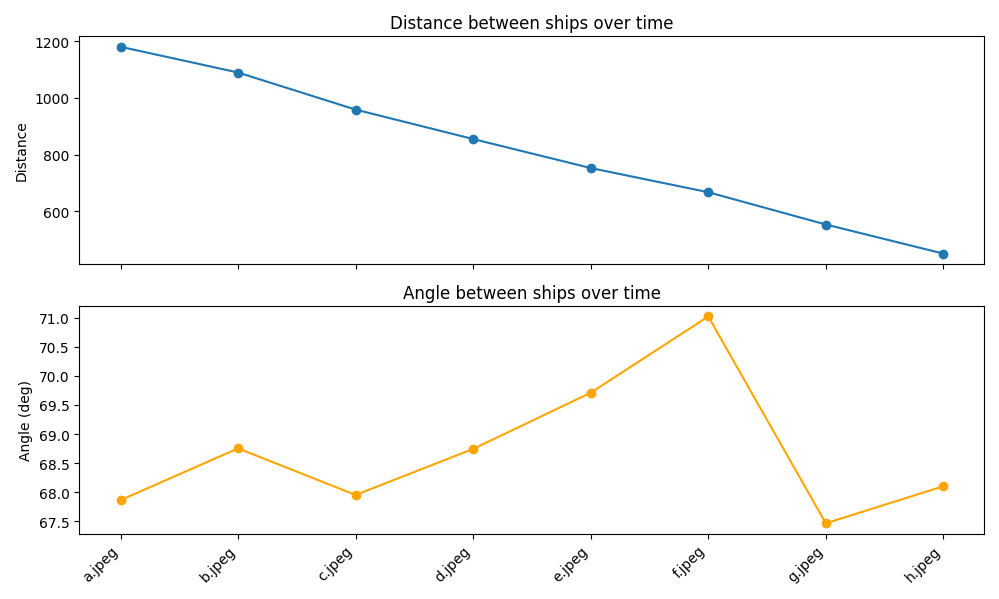 Distance between ships over time
1200
1000
800
600
Distance
Angle between ships over time
71.0
70.5
70.0
69.5
69.0
68.5
68.0
67.5
Angle (deg)
a.jpeg
b.jpeg
c.jpeg
d.jpeg
e.jpeg
f.jpeg
g.jpeg
h.jpeg